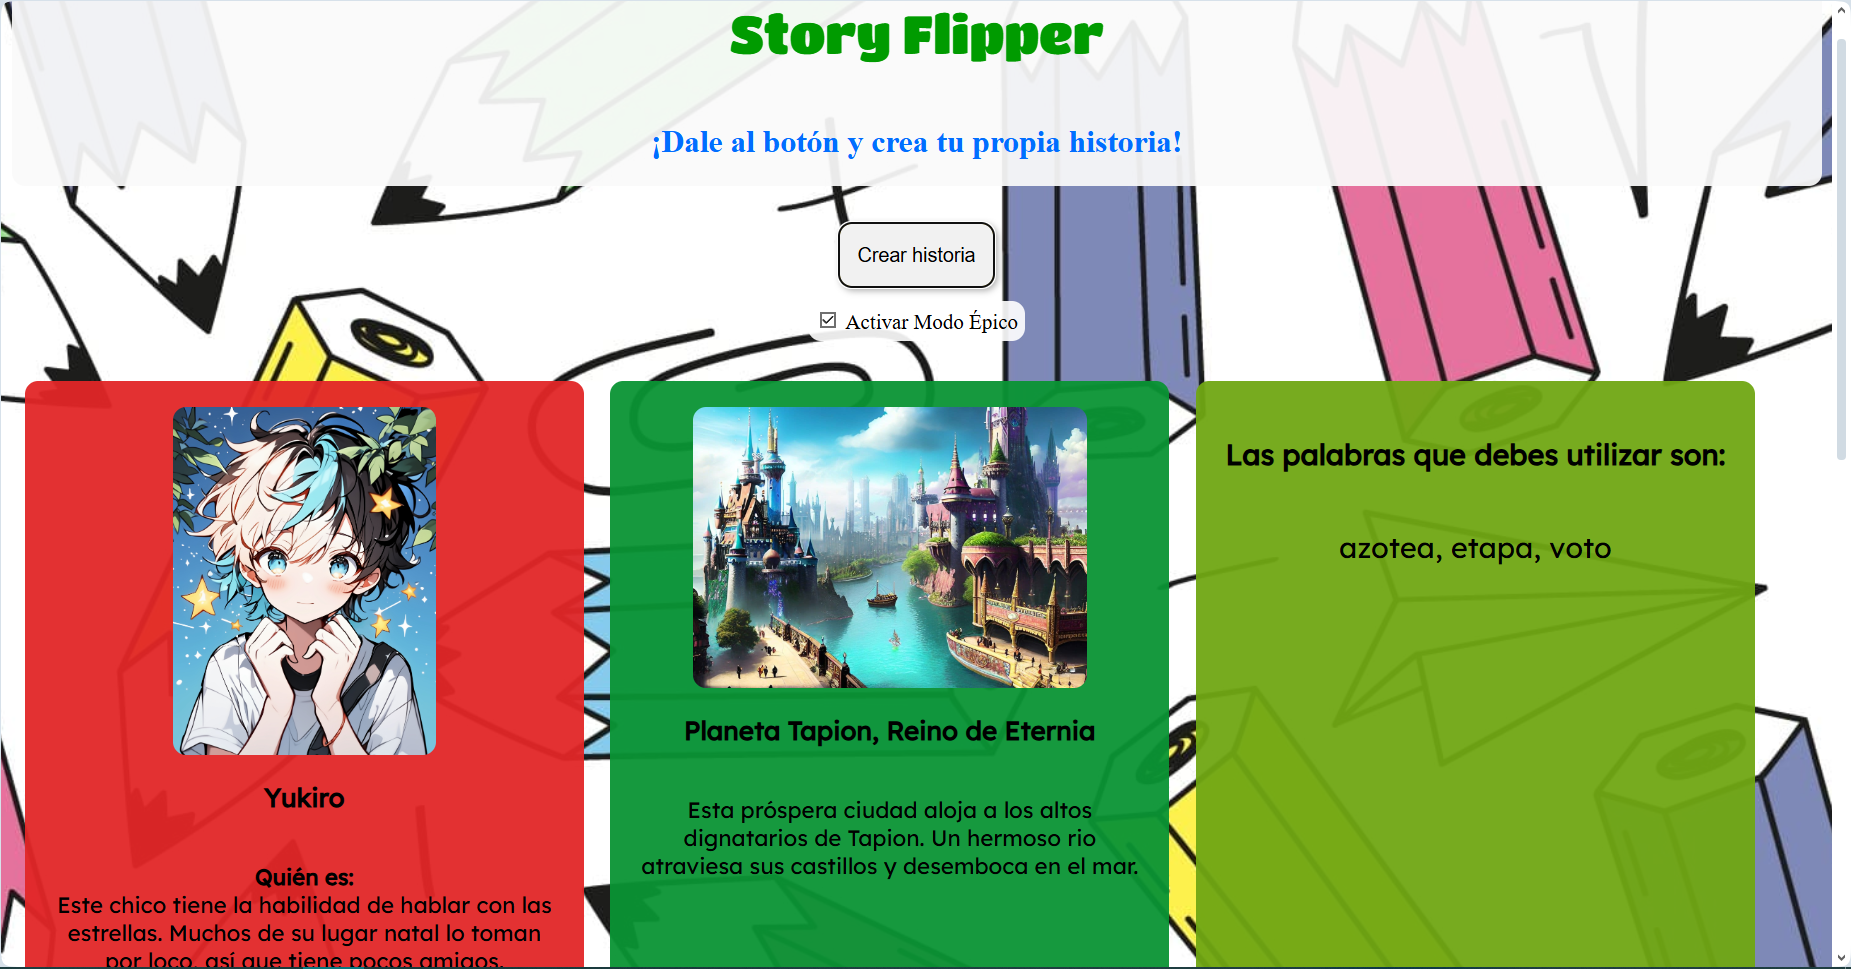 Story Flipper
¡Dale al botón y crea tu propia historia!
Crear historia
Activar Modo Épico
Yukiro
Quién es:
Este chico tiene la habilidad de hablar con las
estrellas. Muchos de su lugar natal lo toman
por loco, así que tiene pocos amigos.
Planeta Tapion, Reino de Eternia
Esta próspera ciudad aloja a los altos
dignatarios de Tapion. Un hermoso rio
atraviesa sus castillos y desemboca en el mar.
Las palabras que debes utilizar son:
azotea, etapa, voto